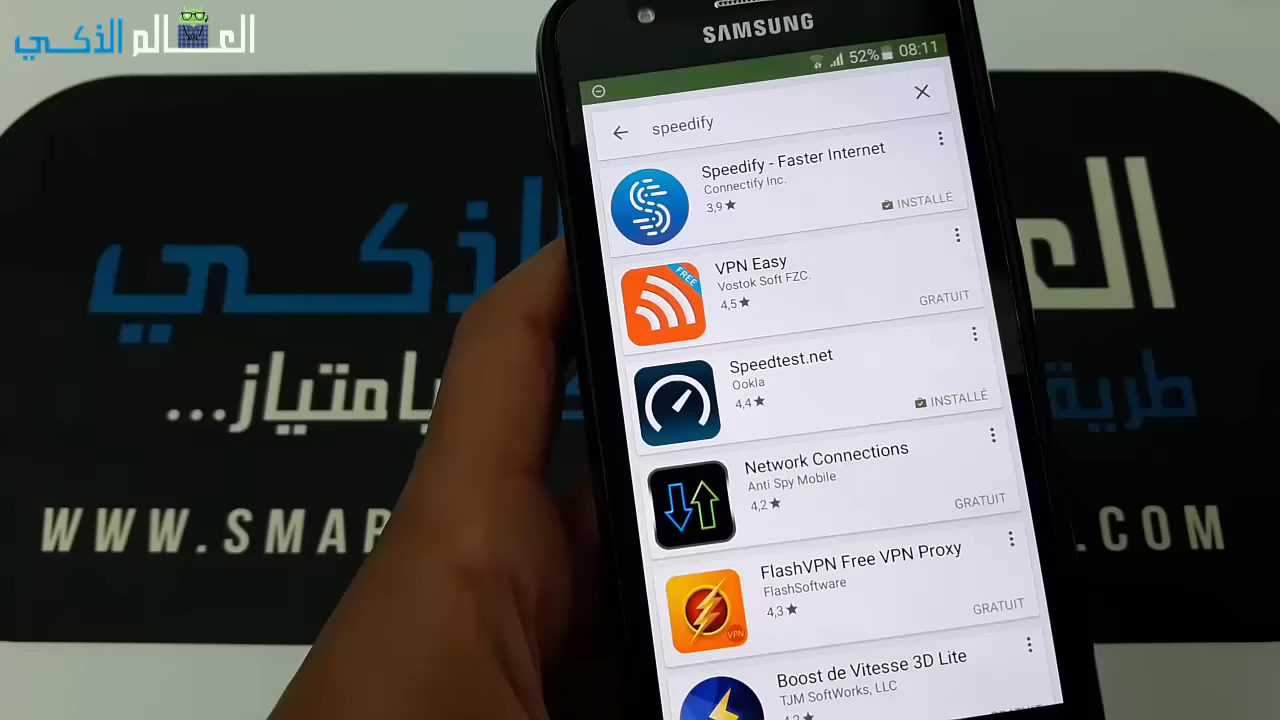 العالم الذكي
SAMSUNG
52% 08:11
speedify
Speedify - Faster Internet
Connectify Inc.
3,9★
INSTALLÉ
FREE
VPN Easy
Vostok Soft FZC.
4,5★
GRATUIT
Speedtest.net
Ookla
4,4★
INSTALLÉ
Network Connections
Anti Spy Mobile
4,2★
GRATUIT
FlashVPN Free VPN Proxy
FlashSoftware
4,3★
VPN
GRATUIT
Boost de Vitesse 3D Lite
TJM SoftWorks, LLC
الذكي
بامتياز...
.COM